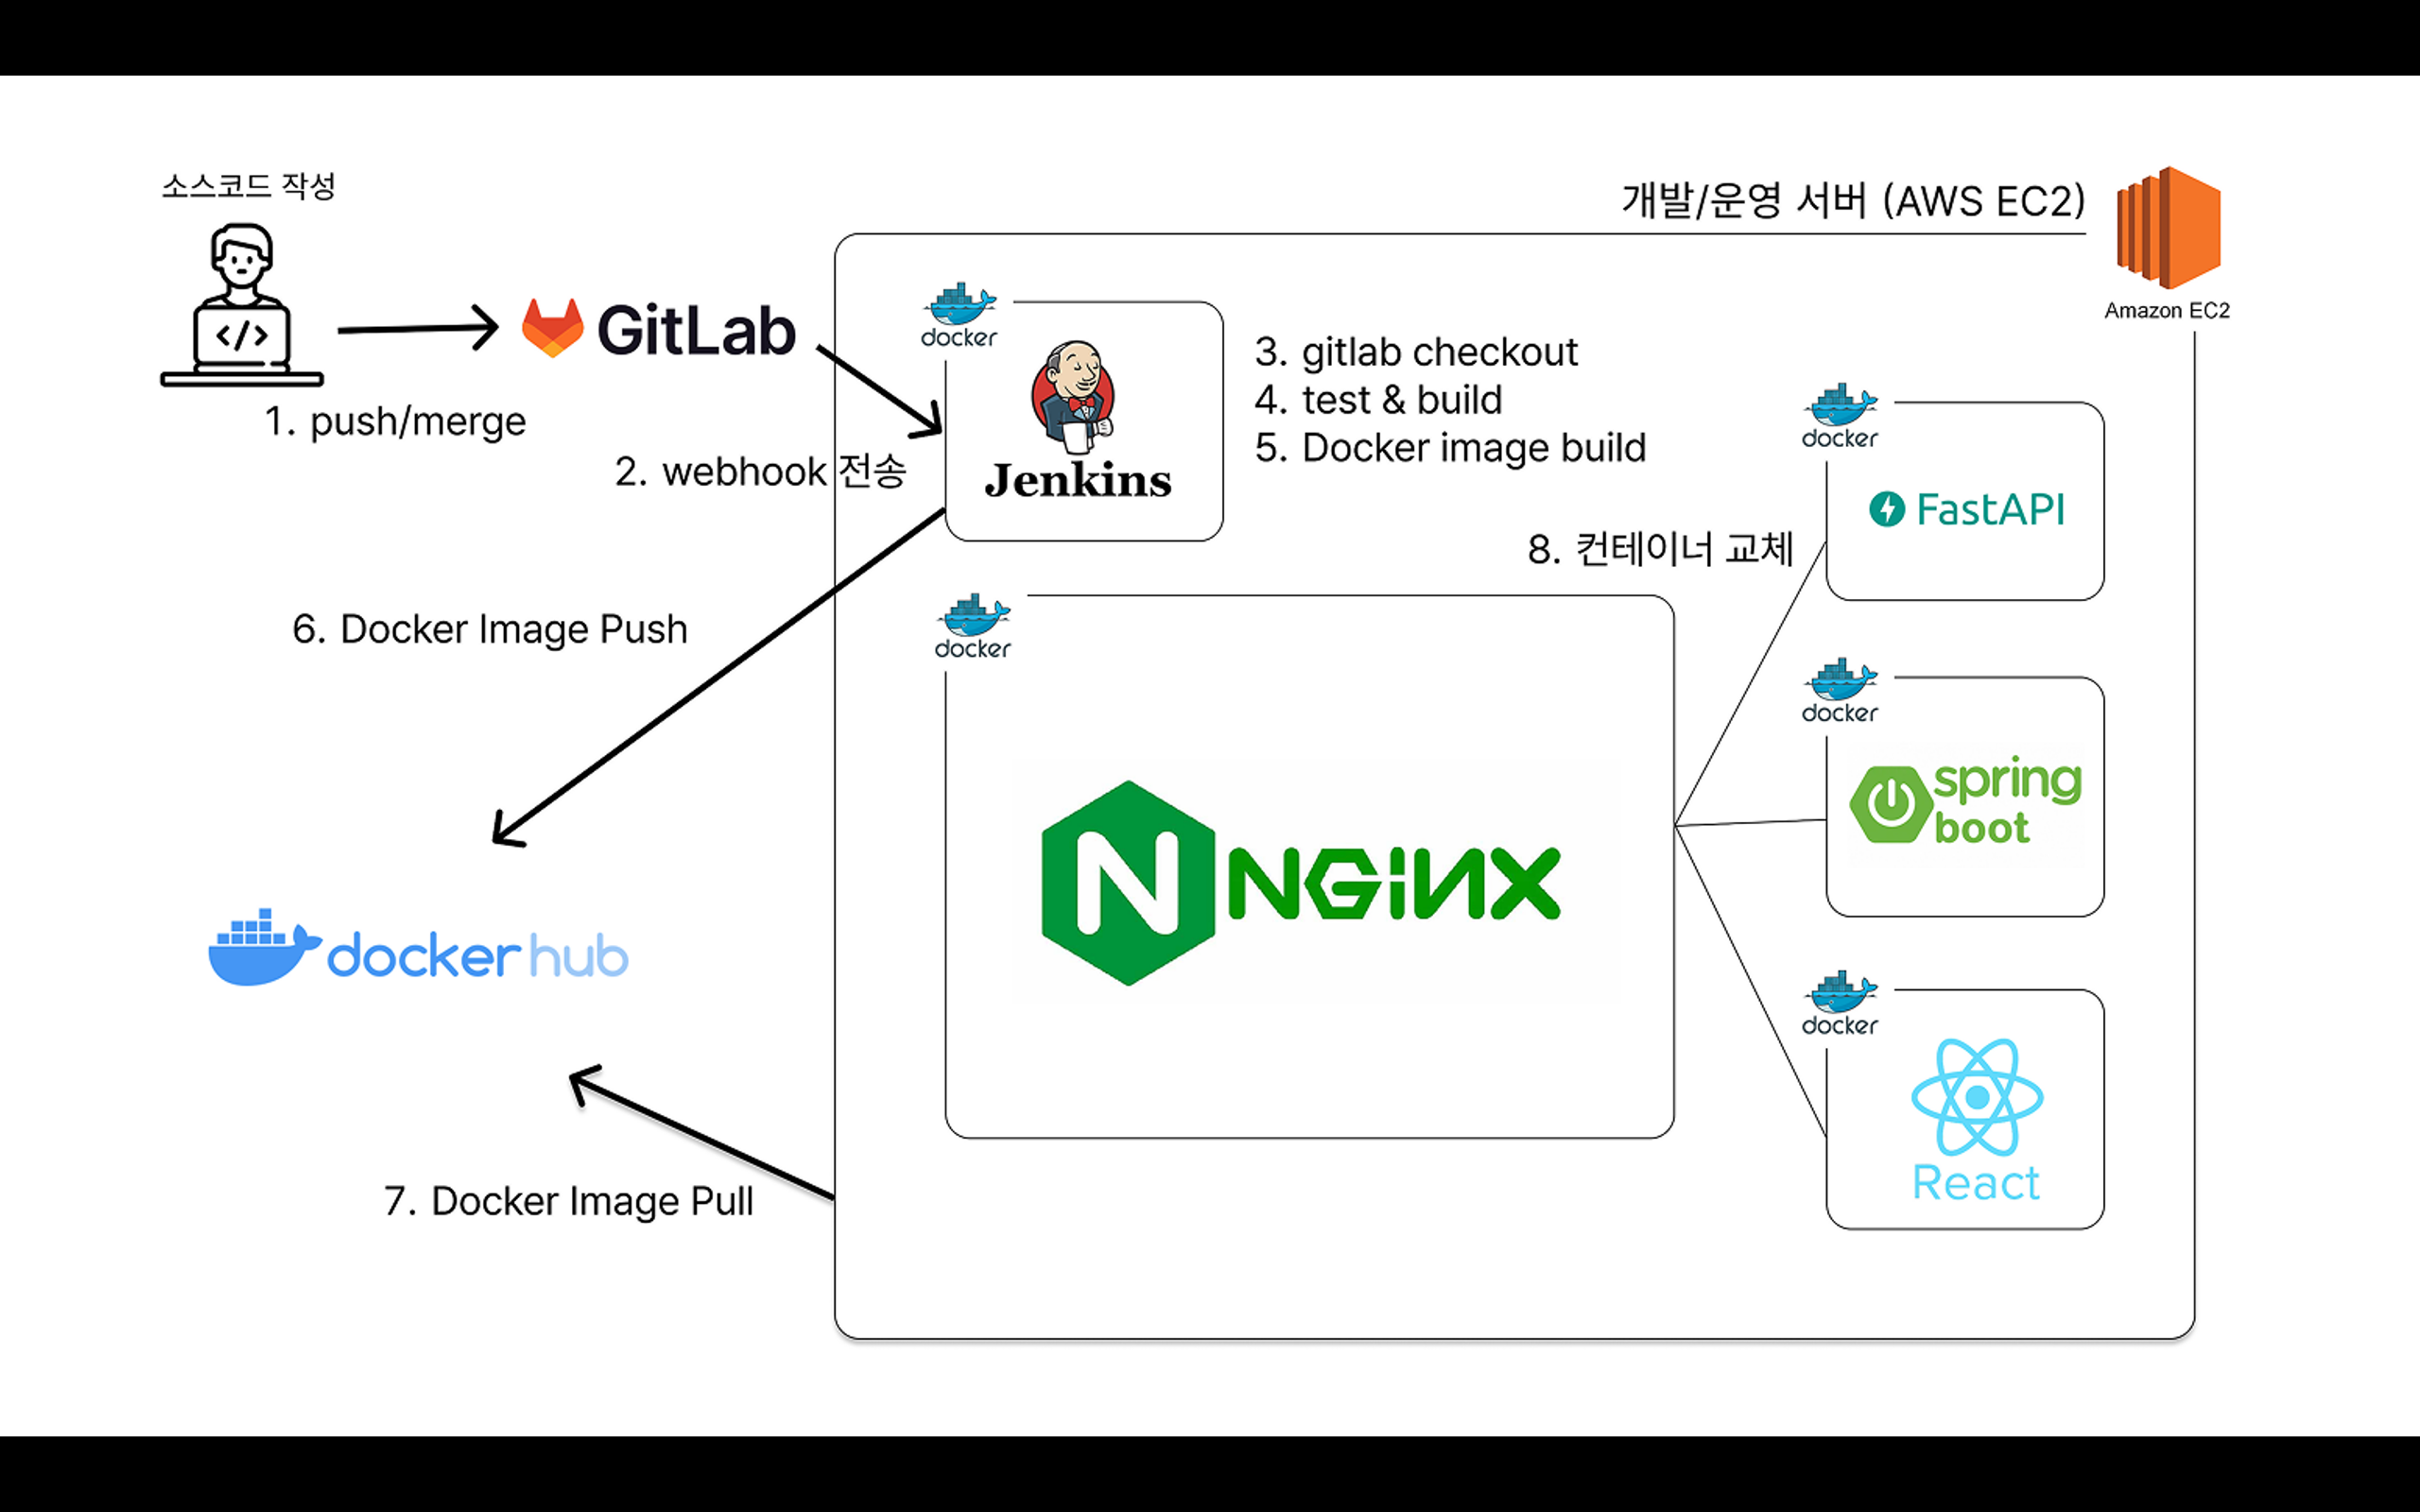 소스코드 작성
</>
GitLab
1. push/merge
2. webhook 전송
개발/운영 서버 (AWS EC2)
Amazon EC2
docker
Jenkins
3. gitlab checkout
4. test & build
5. Docker image build
6. Docker Image Push
dockerhub
7. Docker Image Pull
docker
N NGINX
8. 컨테이너 교체
docker
FastAPI
docker
spring
boot
docker
React